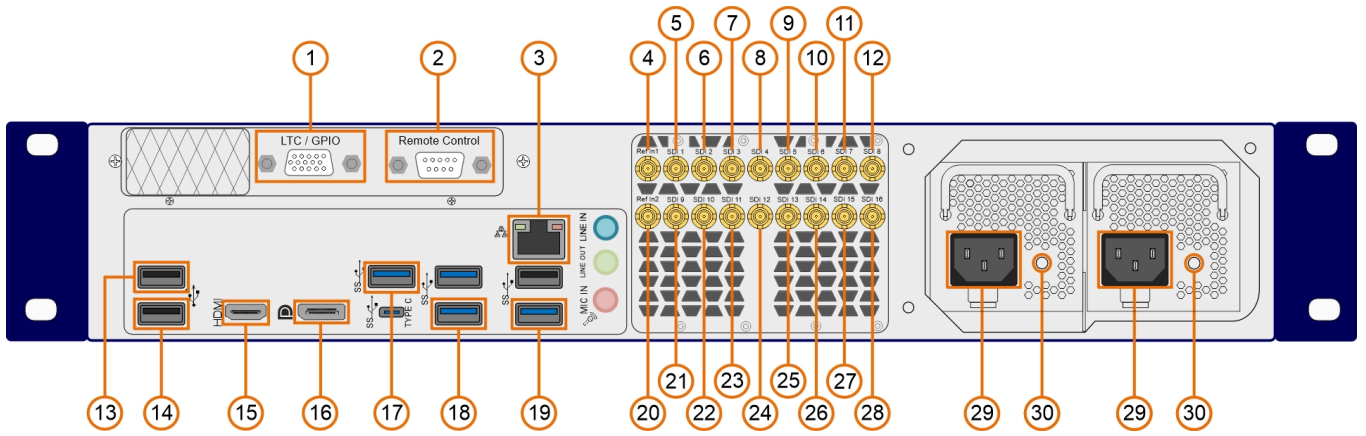 5 7 9 11
1 2 3 4 6 8 10 12
LTC / GPIO Remote Control
Ref In1 SDI 1 SDI 2 SDI 3 SDI 4 SDI 5 SDI 6 SDI 7 SDI 8
Ref In2 SDI 9 SDI 10 SDI 11 SDI 12 SDI 13 SDI 14 SDI 15 SDI 16
LINE IN
LINE OUT
MIC IN
SS
SS
SS
SS
HDMI
D
TYPE C
21 23 25 27
13 14 15 16 17 18 19 20 22 24 26 28 29 30 29 30